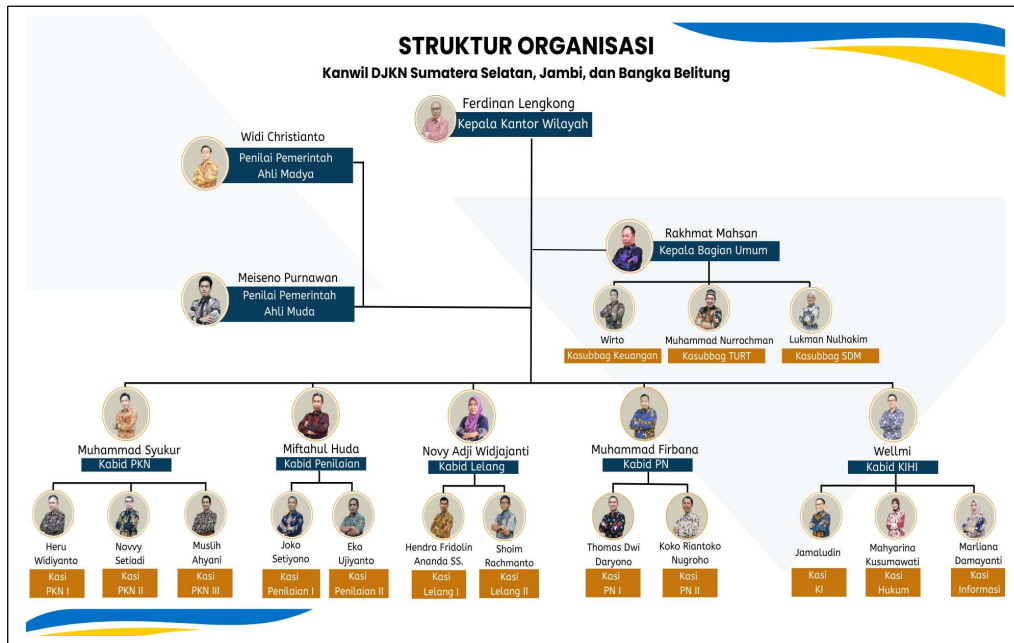 STRUKTUR ORGANISASI
Kanwil DJKN Sumatera Selatan, Jambi, dan Bangka Belitung
Ferdinan Lengkong
Kepala Kantor Wilayah
Widi Christianto
Penilai Pemerintah
Ahli Madya
Rakhmat Mahsan
Kepala Bagian Umum
Meiseno Purnawan
Penilai Pemerintah
Ahli Muda
Wirto
Kasubbag Keuangan
Muhammad Nurrochman
Kasubbag TURT
Lukman Nulhakim
Kasubbag SDM
Muhammad Syukur
Kabid PKN
Miftahul Huda
Kabid Penilaian
Novy Adji Widjajanti
Kabid Lelang
Muhammad Firbana
Kabid PN
Wellmi
Kabid KIHI
Heru
Widiyanto
Kasi
PKN I
Novvy
Setiadi
Kasi
PKN II
Muslih
Ahyani
Kasi
PKN III
Joko
Setiyono
Kasi
Penilaian I
Eko
Ujiyanto
Kasi
Penilaian II
Hendra Fridolin
Ananda SS.
Kasi
Lelang I
Shoim
Rachmanto
Kasi
Lelang II
Thomas Dwi
Daryono
Kasi
PN I
Koko Riantoko
Nugroho
Kasi
PN II
Jamaludin
Kasi
KI
Mahyarina
Kusumawati
Kasi
Hukum
Marliana
Damayanti
Kasi
Informasi